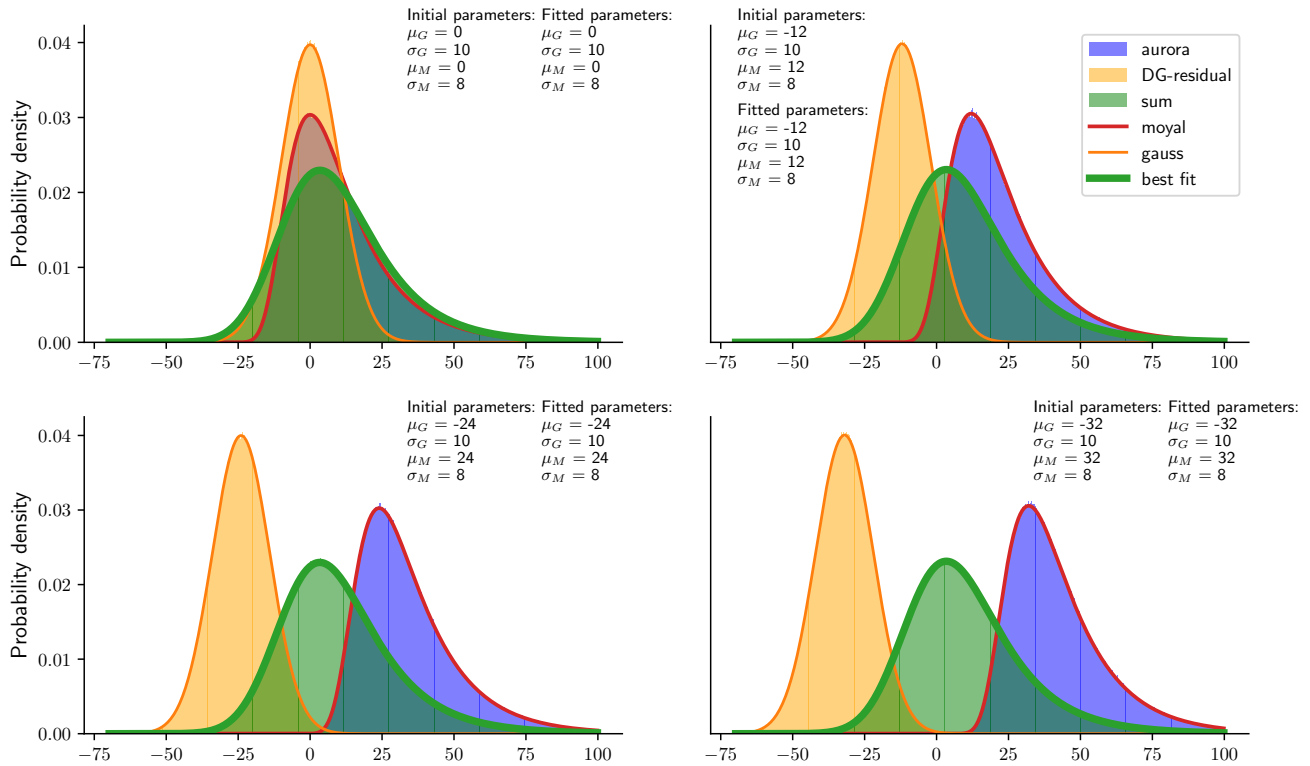 Initial parameters: Fitted parameters:
μ_G = 0 μ_G = 0
σ_G = 10 σ_G = 10
μ_M = 0 μ_M = 0
σ_M = 8 σ_M = 8
Probability density
0.04
0.03
0.02
0.01
0.00
−75 −50 −25 0 25 50 75 100
Initial parameters:
μ_G = -12
σ_G = 10
μ_M = 12
σ_M = 8
Fitted parameters:
μ_G = -12
σ_G = 10
μ_M = 12
σ_M = 8
aurora
DG-residual
sum
moyal
gauss
best fit
−75 −50 −25 0 25 50 75 100
Initial parameters: Fitted parameters:
μ_G = -24 μ_G = -24
σ_G = 10 σ_G = 10
μ_M = 24 μ_M = 24
σ_M = 8 σ_M = 8
Probability density
0.04
0.03
0.02
0.01
0.00
−75 −50 −25 0 25 50 75 100
Initial parameters: Fitted parameters:
μ_G = -32 μ_G = -32
σ_G = 10 σ_G = 10
μ_M = 32 μ_M = 32
σ_M = 8 σ_M = 8
−75 −50 −25 0 25 50 75 100